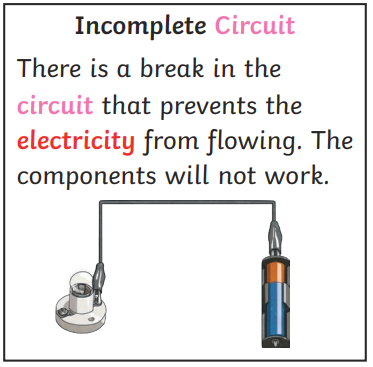 Incomplete Circuit
There is a break in the
circuit that prevents the
electricity from flowing. The
components will not work.